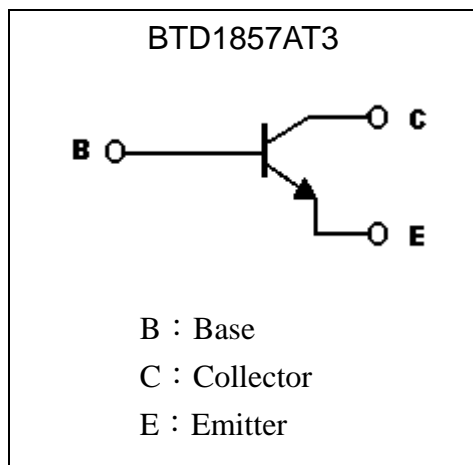 BTD1857AT3
C
B
E
B：Base
C：Collector
E：Emitter